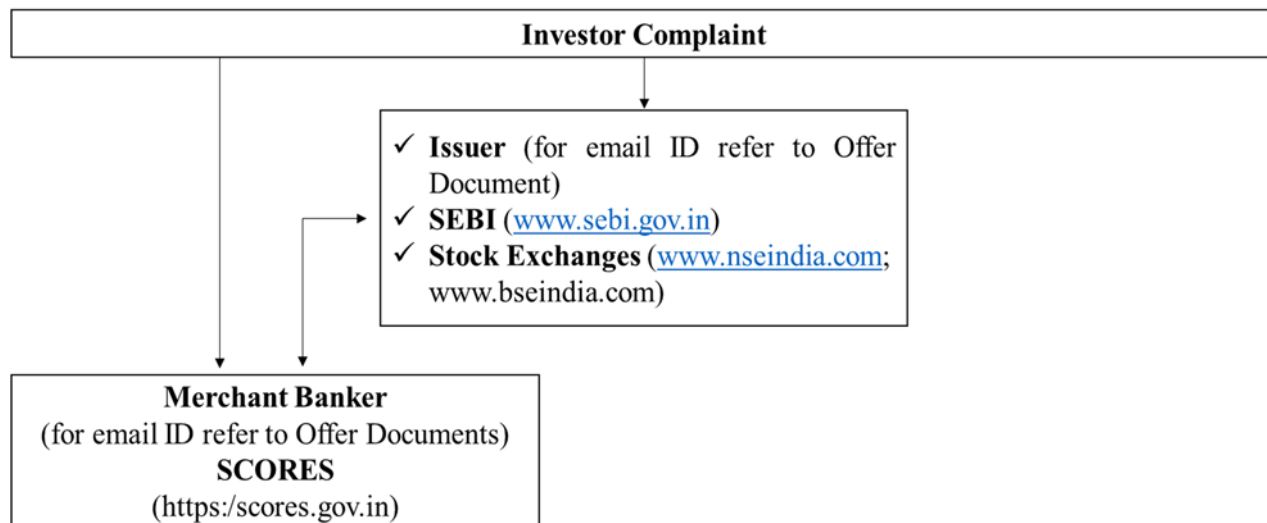 Investor Complaint
✓ Issuer (for email ID refer to Offer
Document)
✓ SEBI (www.sebi.gov.in)
✓ Stock Exchanges (www.nseindia.com;
www.bseindia.com)
Merchant Banker
(for email ID refer to Offer Documents)
SCORES
(https:/scores.gov.in)